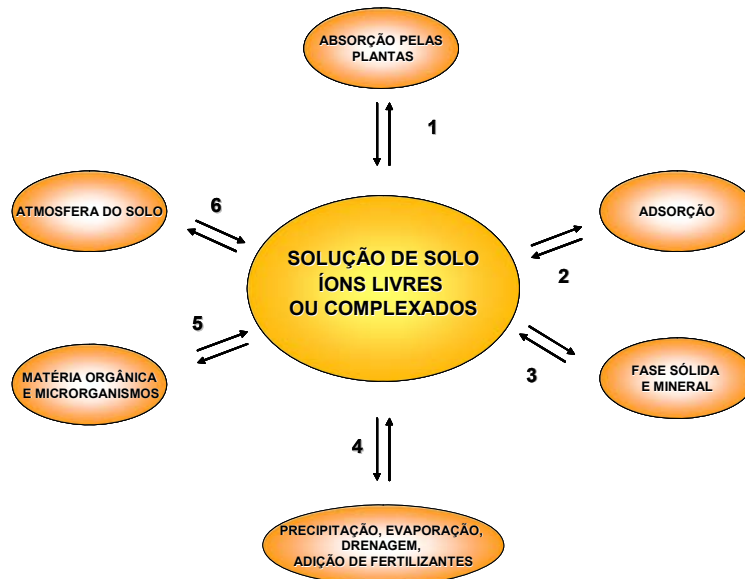 ABSORÇÃO PELAS
PLANTAS
1
ATMOSFERA DO SOLO
6
ADSORÇÃO
SOLUÇÃO DE SOLO
ÍONS LIVRES
OU COMPLEXADOS
2
5
MATÉRIA ORGÂNICA
E MICRORGANISMOS
3
FASE SÓLIDA
E MINERAL
4
PRECIPITAÇÃO, EVAPORAÇÃO,
DRENAGEM,
ADIÇÃO DE FERTILIZANTES